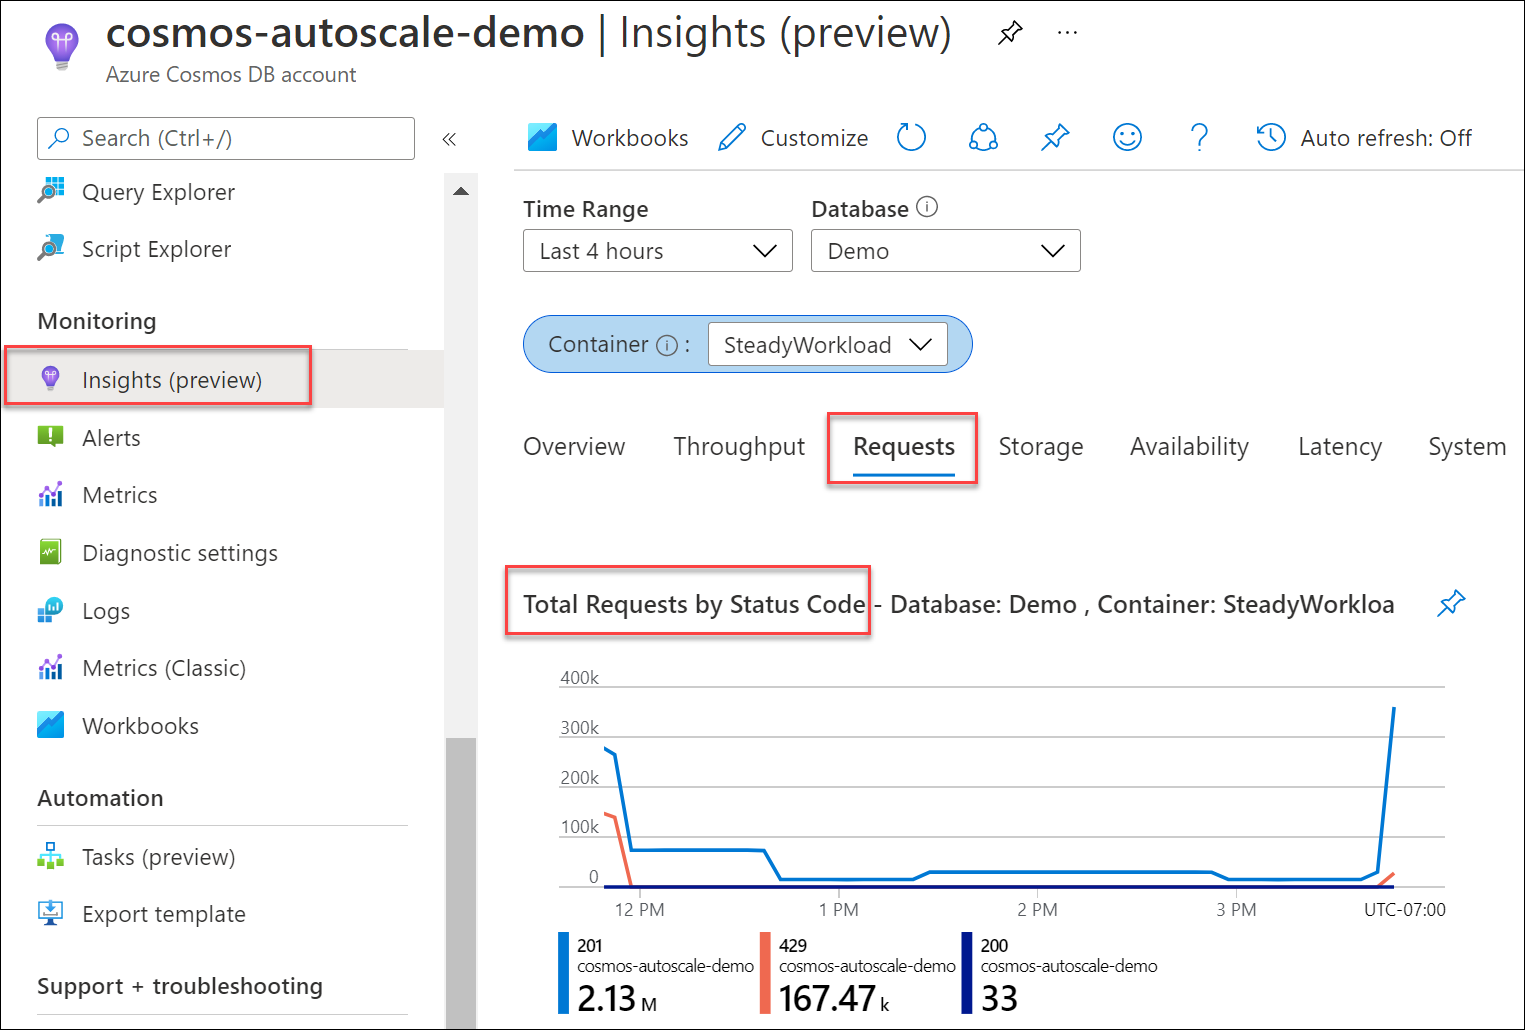 cosmos-autoscale-demo | Insights (preview) ...
Azure Cosmos DB account
Search (Ctrl+/)
«
Query Explorer
Script Explorer
Monitoring
Insights (preview)
Alerts
Metrics
Diagnostic settings
Logs
Metrics (Classic)
Workbooks
Automation
Tasks (preview)
Export template
Support + troubleshooting
Workbooks Customize ? Auto refresh: Off
Time Range Database
Last 4 hours Demo
Container : SteadyWorkload
Overview Throughput Requests Storage Availability Latency System
Total Requests by Status Code - Database: Demo , Container: SteadyWorkloa
400k
300k
200k
100k
0
12 PM 1 PM 2 PM 3 PM UTC-07:00
201 429 200
cosmos-autoscale-demo cosmos-autoscale-demo cosmos-autoscale-demo
2.13 M 167.47 k 33